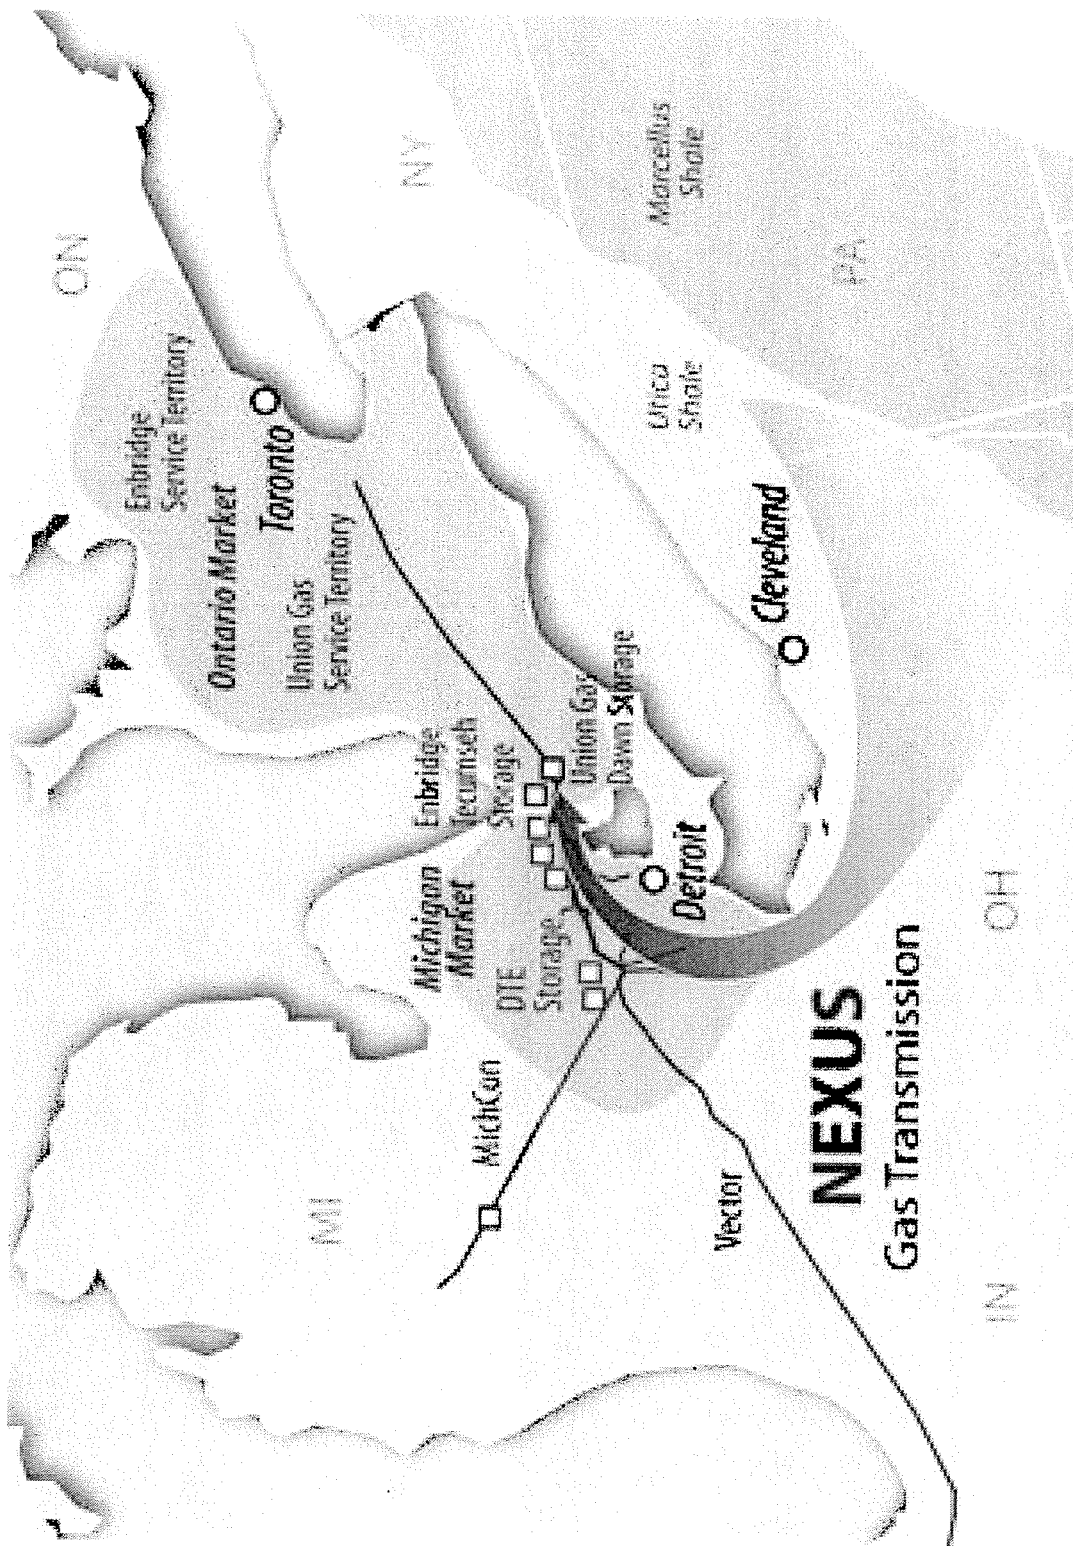 ON
Enbridge
Service Territory
Ontario Market
Toronto
Union Gas
Service Territory
MI
NY
Michigan
Market
Enbridge
Tecumseh
Storage
MichCon
DTE
Storage
Union Gas
Dawn Storage
Utica
Shale
Marcellus
Shale
Detroit
Vector
Cleveland
PA
NEXUS
Gas Transmission
IN
OH